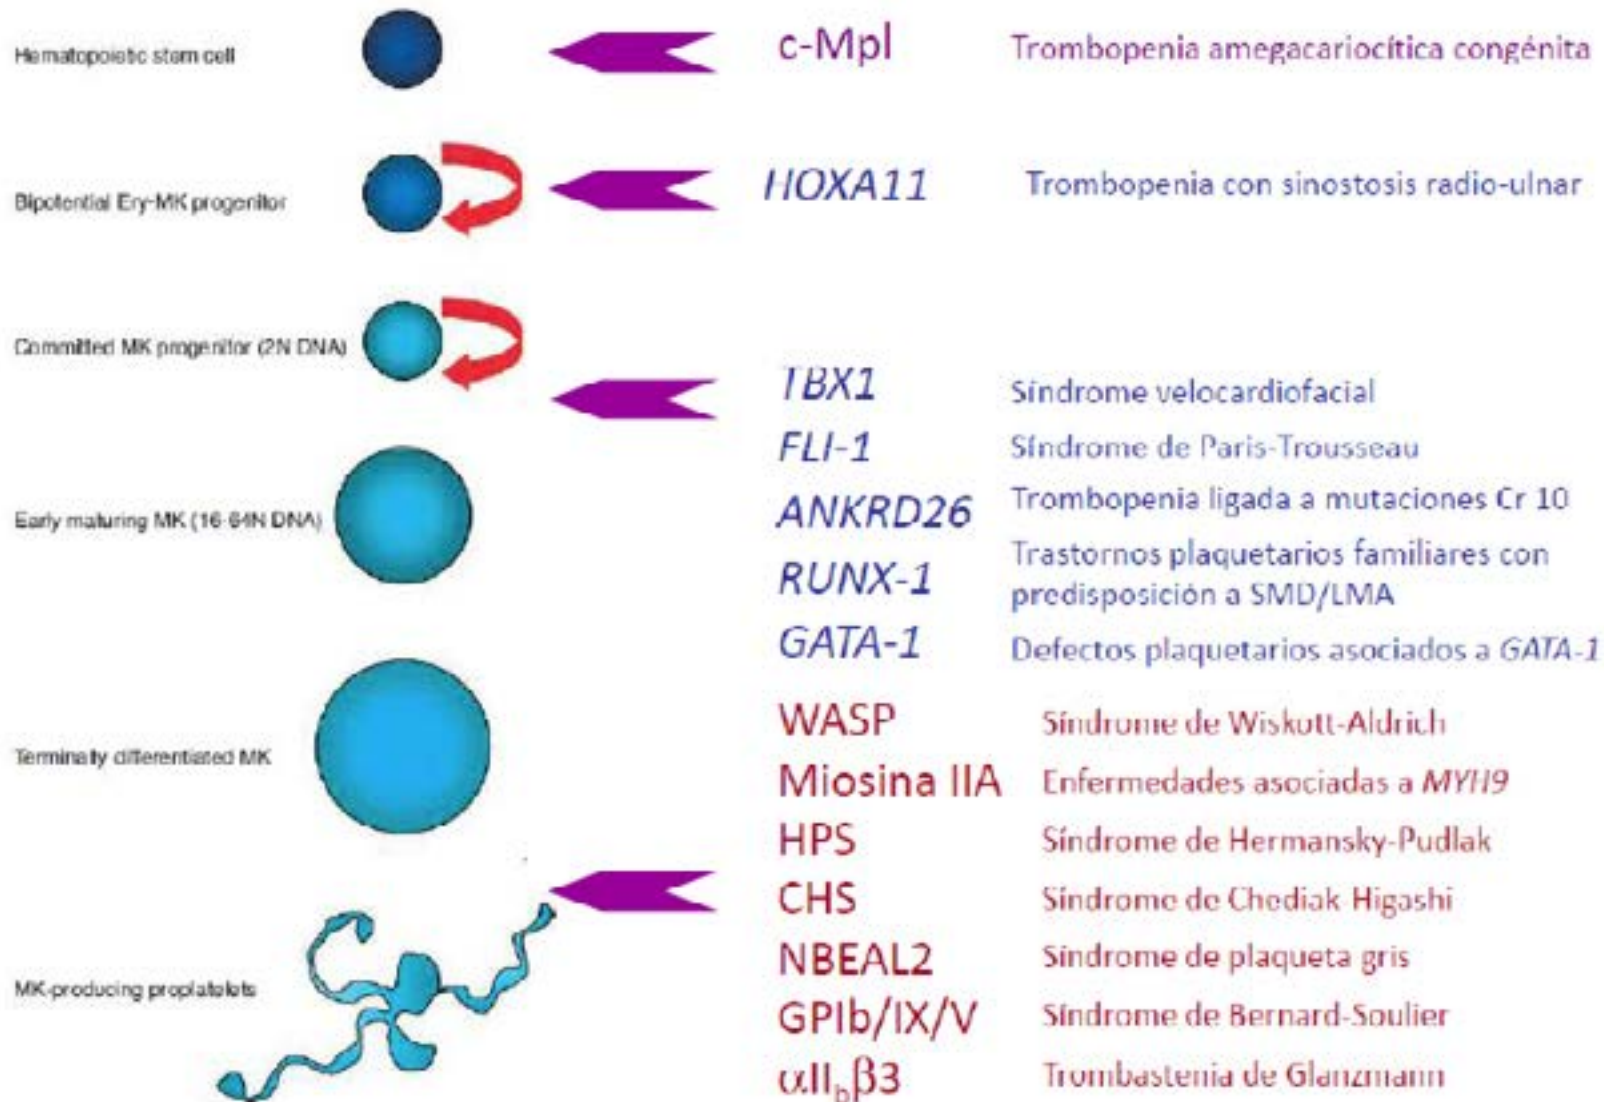 Hematopoietic stem cell
c-Mpl
Trombopenia amegacariocítica congénita
Bipotential Ery-MK progenitor
HOXA11
Trombopenia con sinostosis radio-ulnar
Committed MK progenitor (2N DNA)
TBX1
Síndrome velocardiofacial
FLI-1
Síndrome de Paris-Trousseau
Early maturing MK (16-64N DNA)
ANKRD26
Trombopenia ligada a mutaciones Cr 10
RUNX-1
Trastornos plaquetarios familiares con
predisposición a SMD/LMA
GATA-1
Defectos plaquetarios asociados a GATA-1
WASP
Síndrome de Wiskott-Aldrich
Terminally differentiated MK
Miosina IIA
Enfermedades asociadas a MYH9
HPS
Síndrome de Hermansky-Pudlak
CHS
Síndrome de Chediak-Higashi
NBEAL2
Síndrome de plaqueta gris
MK-producing proplatelets
GPIb/IX/V
Síndrome de Bernard-Soulier
αIIbβ3
Trombastenia de Glanzmann